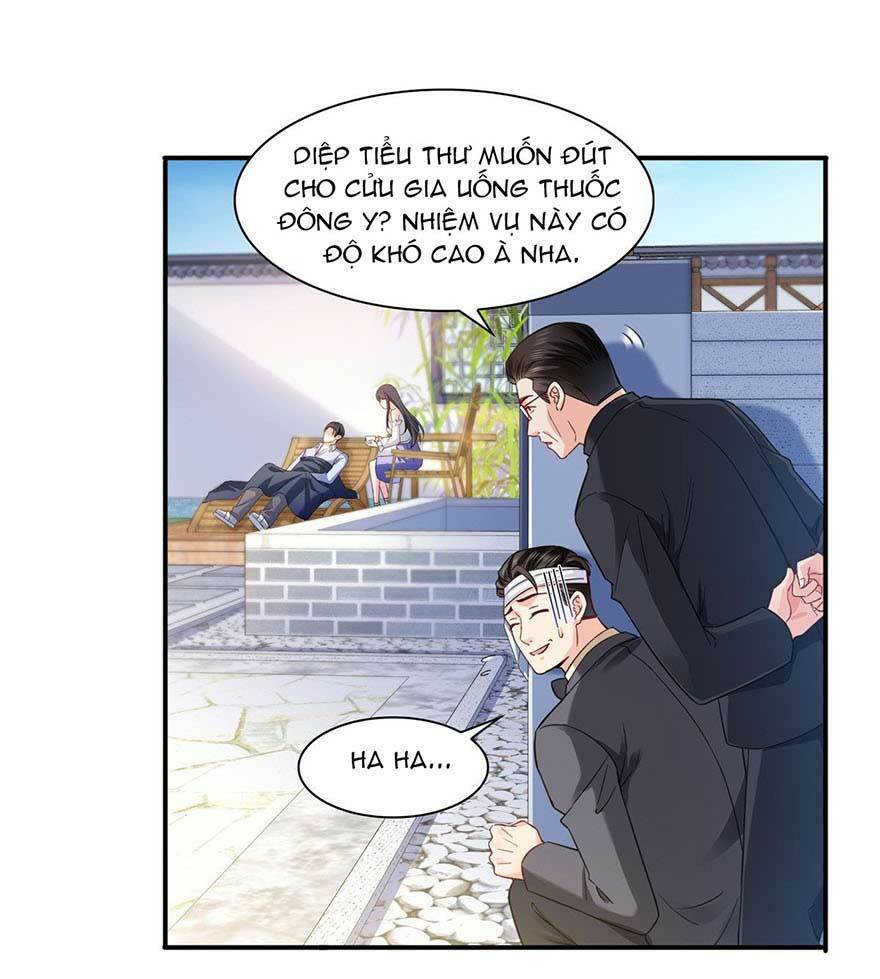 DIỆP TIỂU THƯ MUỐN ĐÚT
CHO CỬU GIA UỐNG THUỐC
ĐÔNG Y? NHIỆM VỤ NÀY CÓ
ĐỘ KHÓ CAO À NHA.
HA HA...